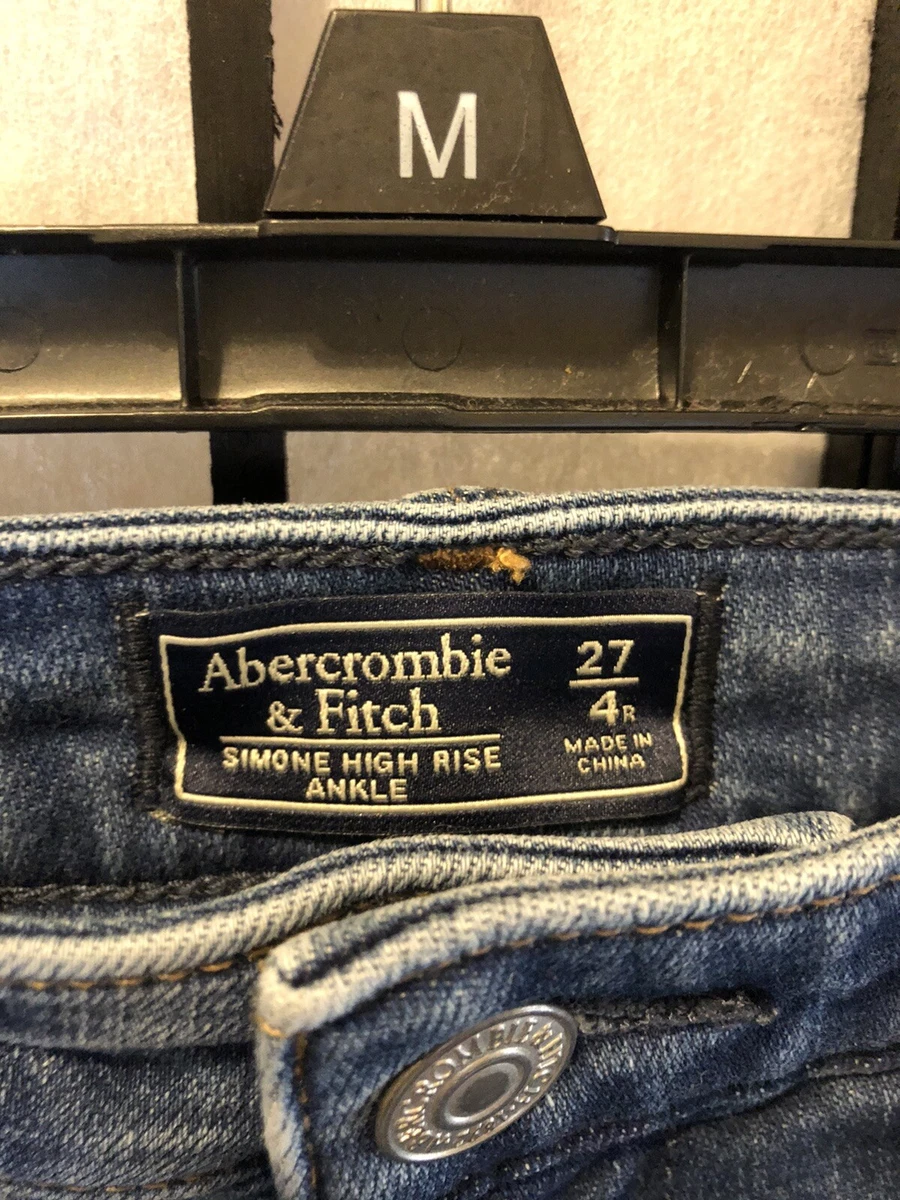 M
Abercrombie
& Fitch
SIMONE HIGH RISE
ANKLE
27
4R
MADE IN
CHINA